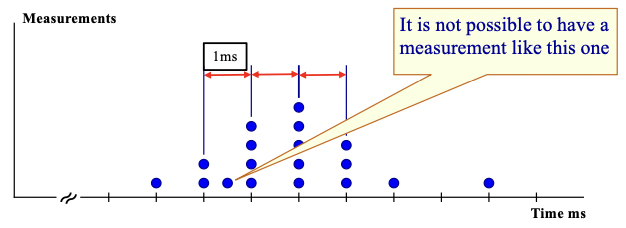 Measurements
It is not possible to have a
measurement like this one
1ms
Time ms